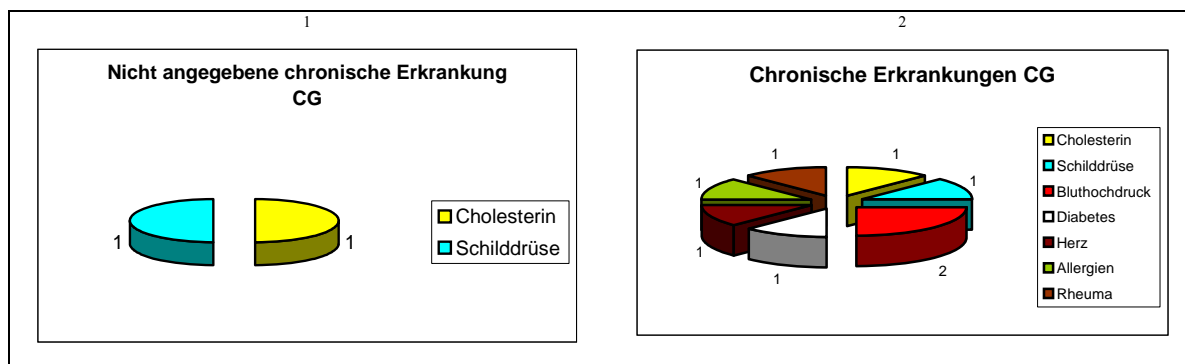 1
2
Nicht angegebene chronische Erkrankung
CG
1
1
Cholesterin
Schilddrüse
Chronische Erkrankungen CG
1
1
1
1
2
1
1
Cholesterin
Schilddrüse
Bluthochdruck
Diabetes
Herz
Allergien
Rheuma